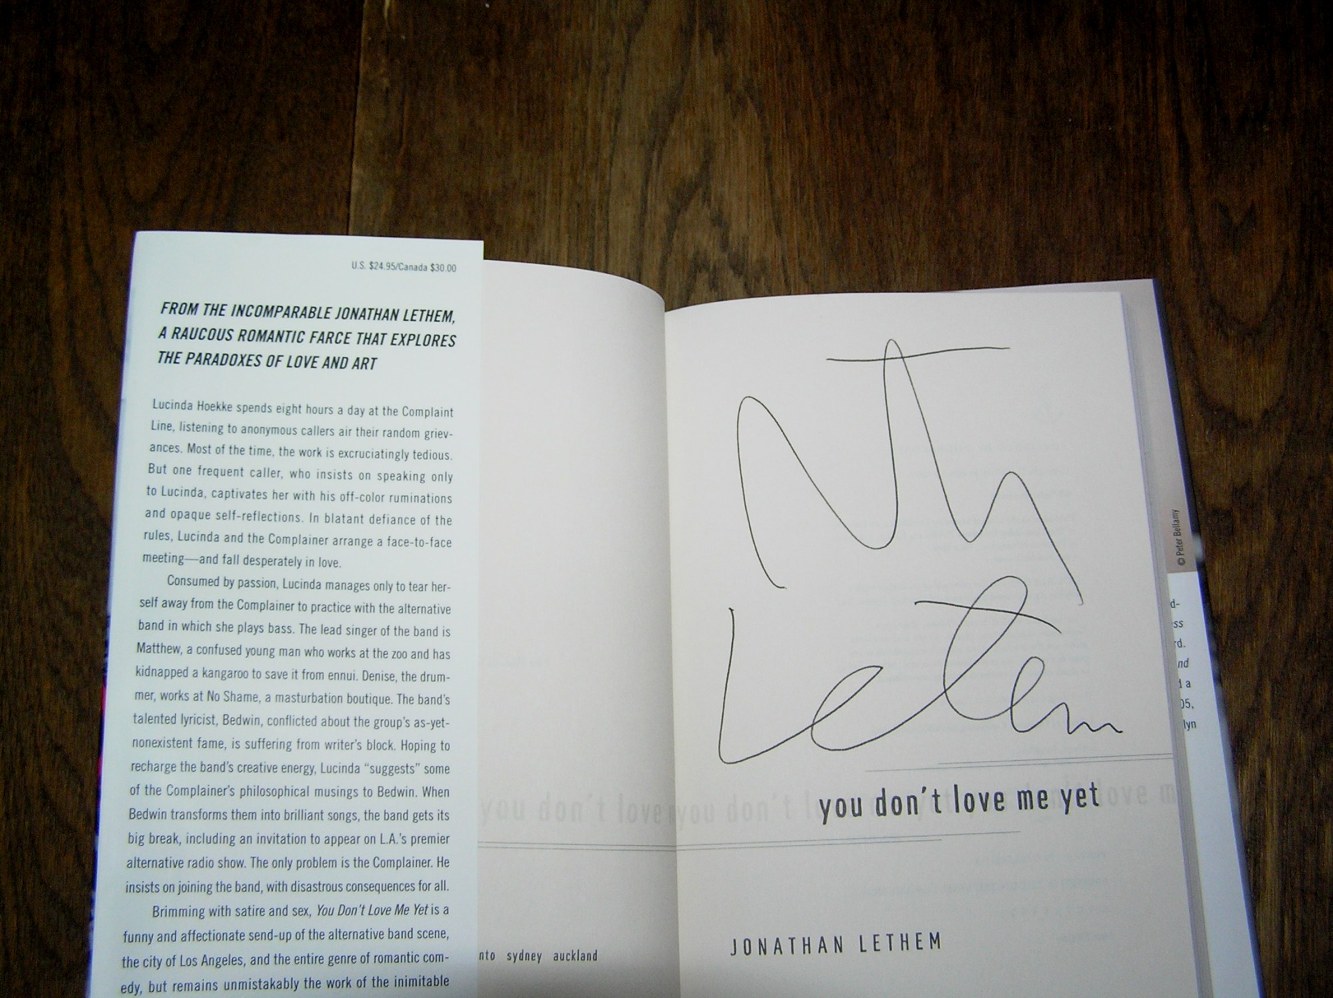 U.S. $24.95/Canada $30.00
FROM THE INCOMPARABLE JONATHAN LETHEM,
A RAUCOUS ROMANTIC FARCE THAT EXPLORES
THE PARADOXES OF LOVE AND ART
Lucinda Hoekke spends eight hours a day at the Complaint
Line, listening to anonymous callers air their random griev-
ances. Most of the time, the work is excruciatingly tedious.
But one frequent caller, who insists on speaking only
to Lucinda, captivates her with his off-color ruminations
and opaque self-reflections. In blatant defiance of the
rules, Lucinda and the Complainer arrange a face-to-face
meeting—and fall desperately in love.
Consumed by passion, Lucinda manages only to tear her-
self away from the Complainer to practice with the alternative
band in which she plays bass. The lead singer of the band is
Matthew, a confused young man who works at the zoo and has
kidnapped a kangaroo to save it from ennui. Denise, the drum-
mer, works at No Shame, a masturbation boutique. The band's
talented lyricist, Bedwin, conflicted about the group's as-yet-
nonexistent fame, is suffering from writer's block. Hoping to
recharge the band's creative energy, Lucinda “suggests” some
of the Complainer's philosophical musings to Bedwin. When
Bedwin transforms them into brilliant songs, the band gets its
big break, including an invitation to appear on L.A.'s premier
alternative radio show. The only problem is the Complainer. He
insists on joining the band, with disastrous consequences for all.
Brimming with satire and sex, You Don't Love Me Yet is a
funny and affectionate send-up of the alternative band scene,
the city of Los Angeles, and the entire genre of romantic com-
edy, but remains unmistakably the work of the inimitable
nto sydney auckland
Lethem
you don't love you don't l love m
you don't love me yet
JONATHAN LETHEM
© Peter Bellamy
d-
ss
rd.
nd
d a
05,
lyn